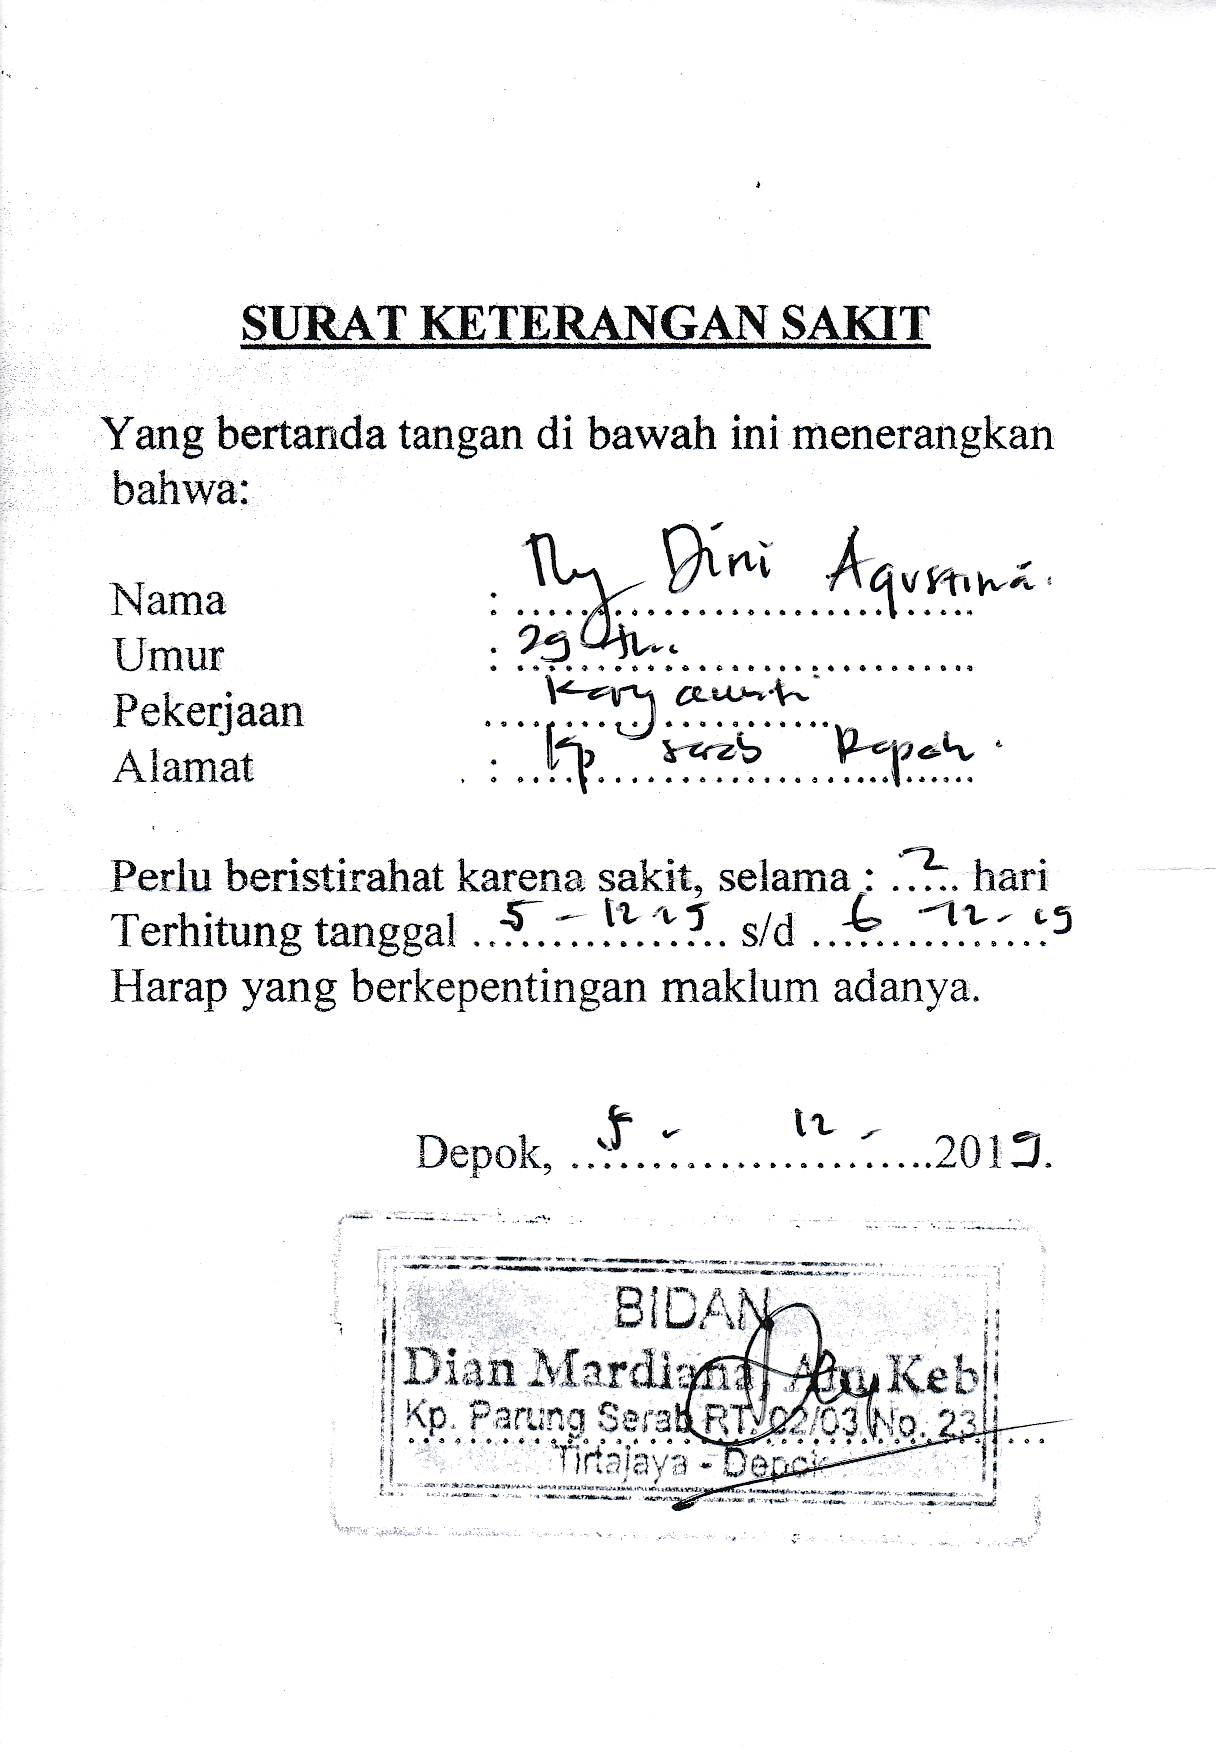 SURAT KETERANGAN SAKIT
Yang bertanda tangan di bawah ini menerangkan
bahwa:
Nama : Ny Dini Agustina.
Umur : 29 th..
Pekerjaan Karyawati
Alamat : Kp serab Depok.
Perlu beristirahat karena sakit, selama : 2 hari
Terhitung tanggal 5 - 12 - 19 s/d 6 - 12 - 19
Harap yang berkepentingan maklum adanya.
Depok, 5 - 12 - 2019.
BIDAN
Dian Mardiana, Am Keb
Kp. Parung Serab RT. 02/03 No. 23
Tirtajaya - Depok